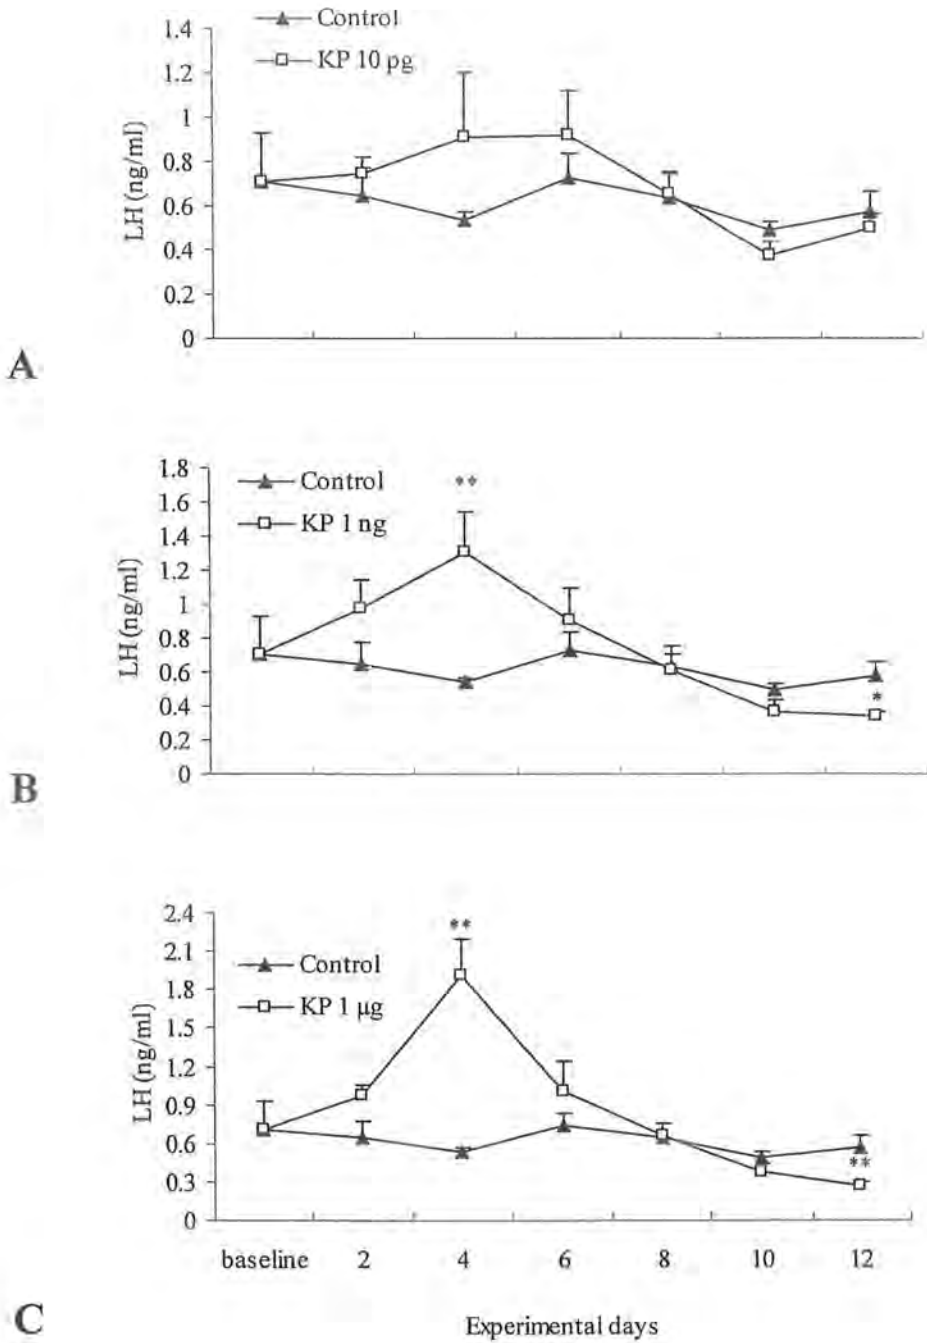 Control
KP 10 pg
1.4
1.2
1
0.8
0.6
0.4
0.2
0
LH (ng/ml)
A
Control
KP 1 ng
**
1.8
1.6
1.4
1.2
1
0.8
0.6
0.4
0.2
0
LH (ng/ml)
*
B
Control
KP 1 µg
**
2.4
2.1
1.8
1.5
1.2
0.9
0.6
0.3
0
LH (ng/ml)
**
baseline 2 4 6 8 10 12
C
Experimental days